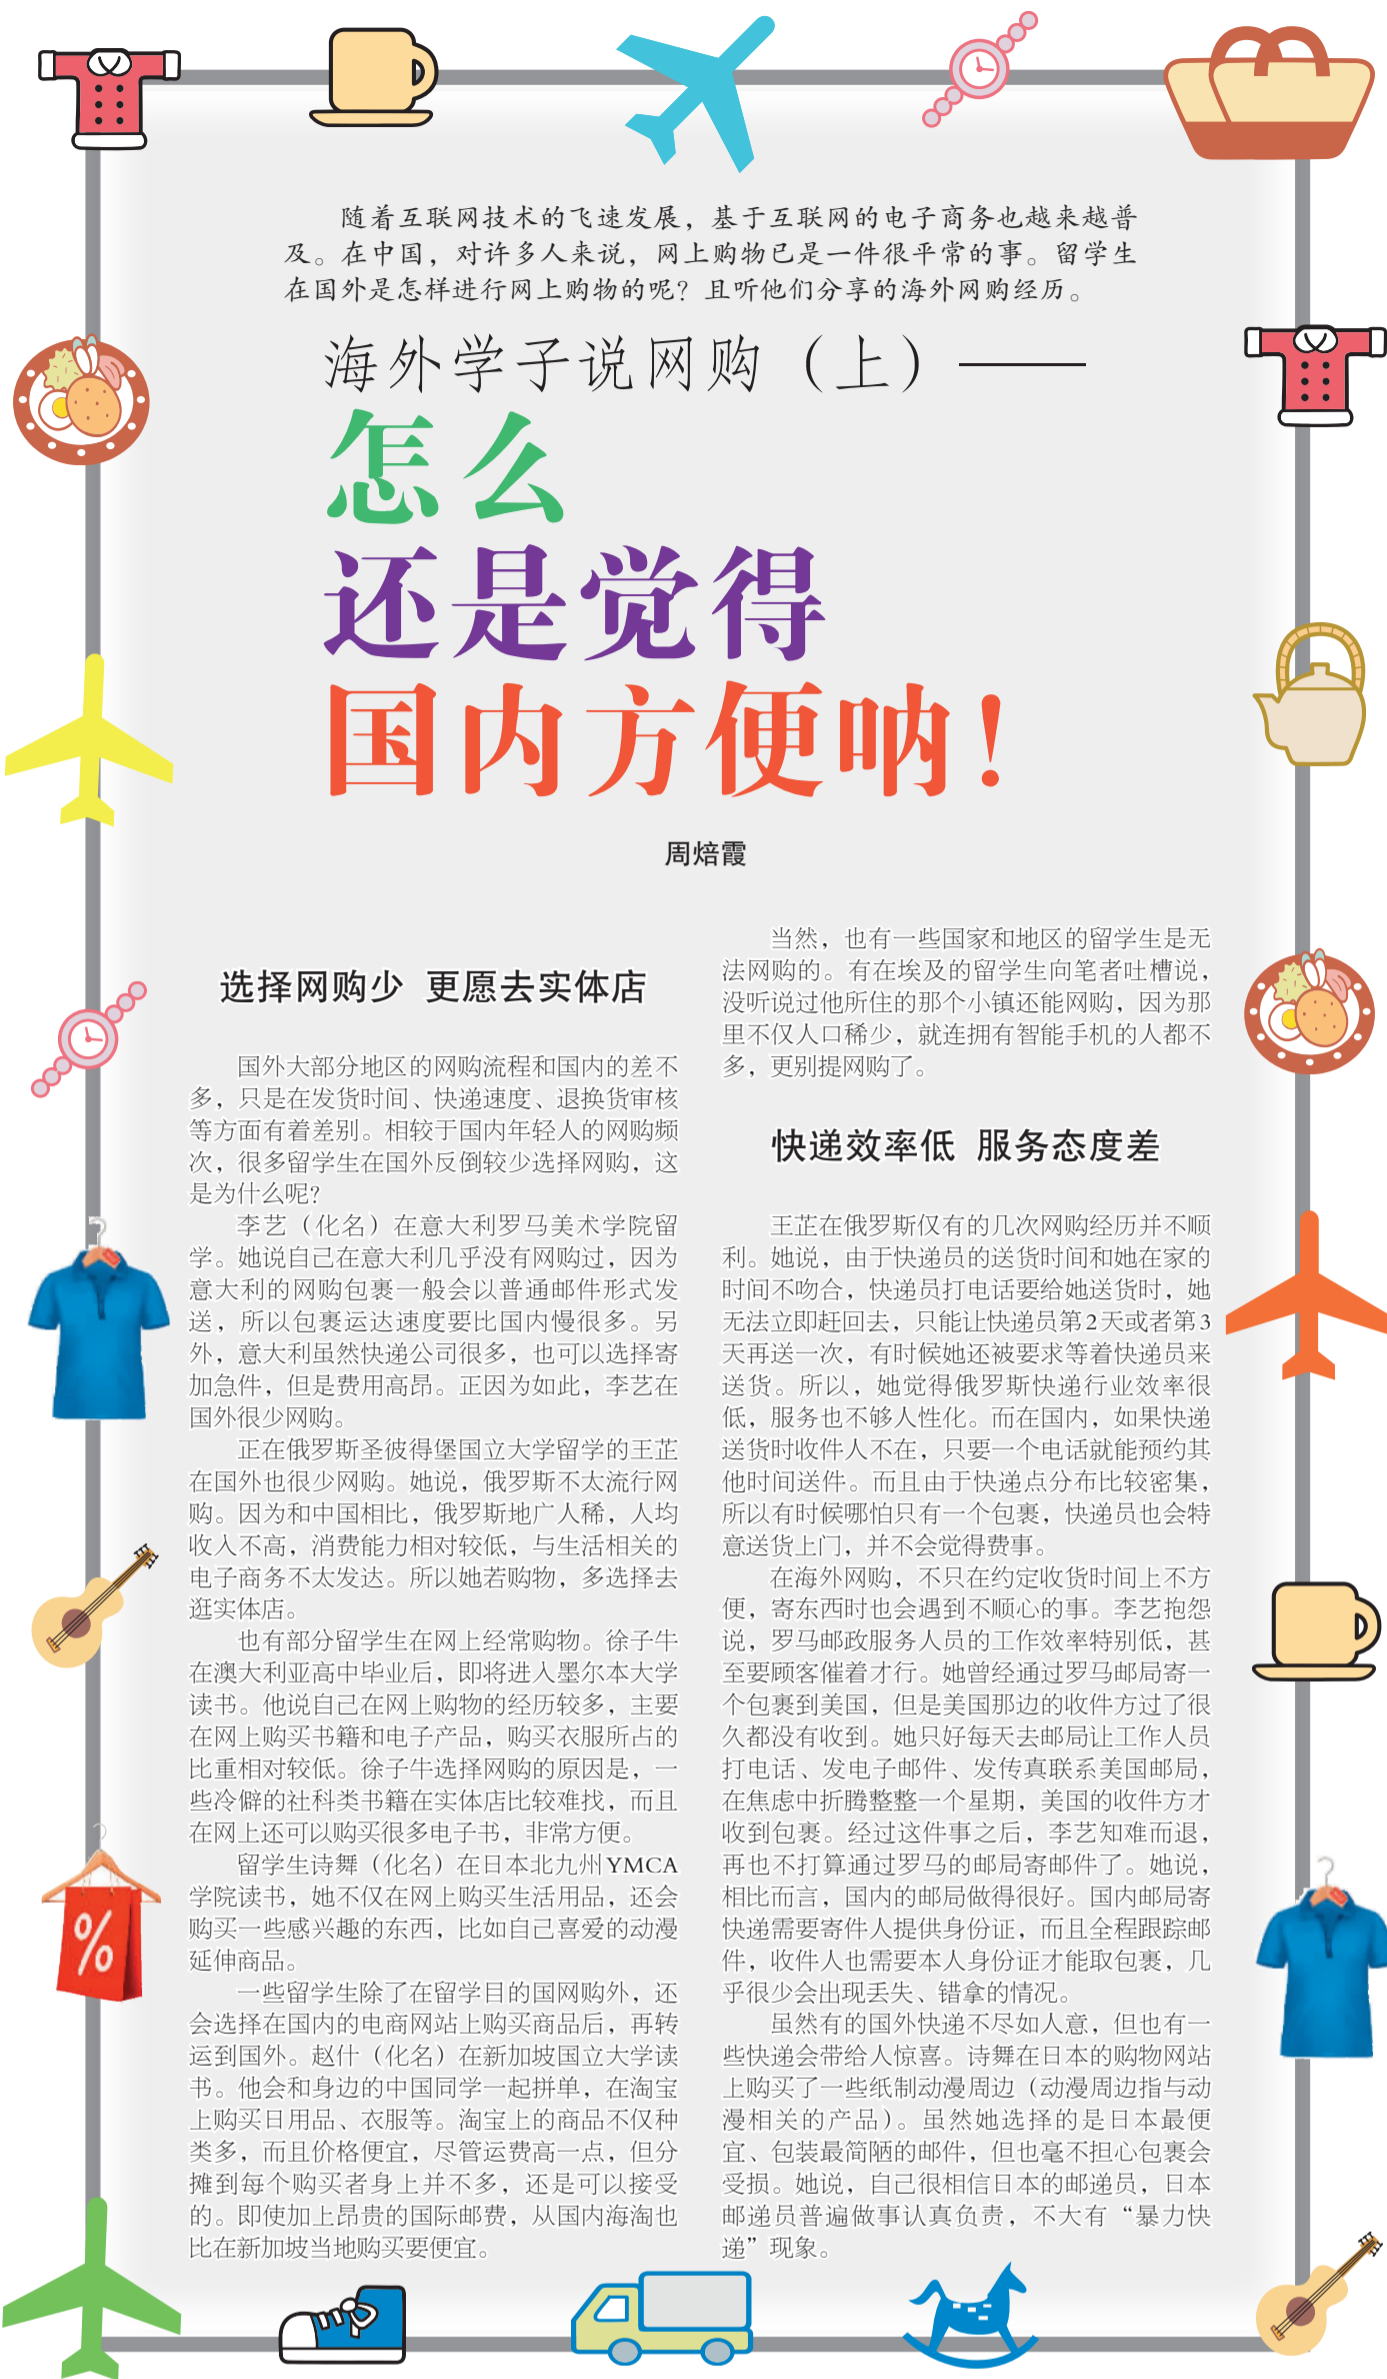 随着互联网技术的飞速发展，基于互联网的电子商务也越来越普
及。在中国，对许多人来说，网上购物已是一件很平常的事。留学生
在国外是怎样进行网上购物的呢？且听他们分享的海外网购经历。
海外学子说网购（上）——
怎么
还是觉得
国内方便呐！
周焙霞
选择网购少 更愿去实体店
国外大部分地区的网购流程和国内的差不
多，只是在发货时间、快递速度、退换货审核
等方面有着差别。相较于国内年轻人的网购频
次，很多留学生在国外反倒较少选择网购，这
是为什么呢？
李艺（化名）在意大利罗马美术学院留
学。她说自己在意大利几乎没有网购过，因为
意大利的网购包裹一般会以普通邮件形式发
送，所以包裹运达速度要比国内慢很多。另
外，意大利虽然快递公司很多，也可以选择寄
加急件，但是费用高昂。正因为如此，李艺在
国外很少网购。
正在俄罗斯圣彼得堡国立大学留学的王芷
在国外也很少网购。她说，俄罗斯不太流行网
购。因为和中国相比，俄罗斯地广人稀，人均
收入不高，消费能力相对较低，与生活相关的
电子商务不太发达。所以她若购物，多选择去
逛实体店。
也有部分留学生在网上经常购物。徐子牛
在澳大利亚高中毕业后，即将进入墨尔本大学
读书。他说自己在网上购物的经历较多，主要
在网上购买书籍和电子产品，购买衣服所占的
比重相对较低。徐子牛选择网购的原因是，一
些冷僻的社科类书籍在实体店比较难找，而且
在网上还可以购买很多电子书，非常方便。
留学生诗舞（化名）在日本北九州YMCA
学院读书，她不仅在网上购买生活用品，还会
购买一些感兴趣的东西，比如自己喜爱的动漫
延伸商品。
一些留学生除了在留学目的国网购外，还
会选择在国内的电商网站上购买商品后，再转
运到国外。赵什（化名）在新加坡国立大学读
书。他会和身边的中国同学一起拼单，在淘宝
上购买日用品、衣服等。淘宝上的商品不仅种
类多，而且价格便宜，尽管运费高一点，但分
摊到每个购买者身上并不多，还是可以接受
的。即使加上昂贵的国际邮费，从国内海淘也
比在新加坡当地购买要便宜。
当然，也有一些国家和地区的留学生是无
法网购的。有在埃及的留学生向笔者吐槽说，
没听说过他所住的那个小镇还能网购，因为那
里不仅人口稀少，就连拥有智能手机的人都不
多，更别提网购了。
快递效率低 服务态度差
王芷在俄罗斯仅有的几次网购经历并不顺
利。她说，由于快递员的送货时间和她在家的
时间不吻合，快递员打电话要给她送货时，她
无法立即赶回去，只能让快递员第2天或者第3
天再送一次，有时候她还被要求等着快递员来
送货。所以，她觉得俄罗斯快递行业效率很
低，服务也不够人性化。而在国内，如果快递
送货时收件人不在，只要一个电话就能预约其
他时间送件。而且由于快递点分布比较密集，
所以有时候哪怕只有一个包裹，快递员也会特
意送货上门，并不会觉得费事。
在海外网购，不只在约定收货时间上不方
便，寄东西时也会遇到不顺心的事。李艺抱怨
说，罗马邮政服务人员的工作效率特别低，甚
至要顾客催着才行。她曾经通过罗马邮局寄一
个包裹到美国，但是美国那边的收件方过了很
久都没有收到。她只好每天去邮局让工作人员
打电话、发电子邮件、发传真联系美国邮局，
在焦虑中折腾整整一个星期，美国的收件方才
收到包裹。经过这件事之后，李艺知难而退，
再也不打算通过罗马的邮局寄邮件了。她说，
相比而言，国内的邮局做得很好。国内邮局寄
快递需要寄件人提供身份证，而且全程跟踪邮
件，收件人也需要本人身份证才能取包裹，几
乎很少会出现丢失、错拿的情况。
虽然有的国外快递不尽如人意，但也有一
些快递会带给人惊喜。诗舞在日本的购物网站
上购买了一些纸制动漫周边（动漫周边指与动
漫相关的产品）。虽然她选择的是日本最便
宜、包装最简陋的邮件，但也毫不担心包裹会
受损。她说，自己很相信日本的邮递员，日本
邮递员普遍做事认真负责，不大有“暴力快
递”现象。
%